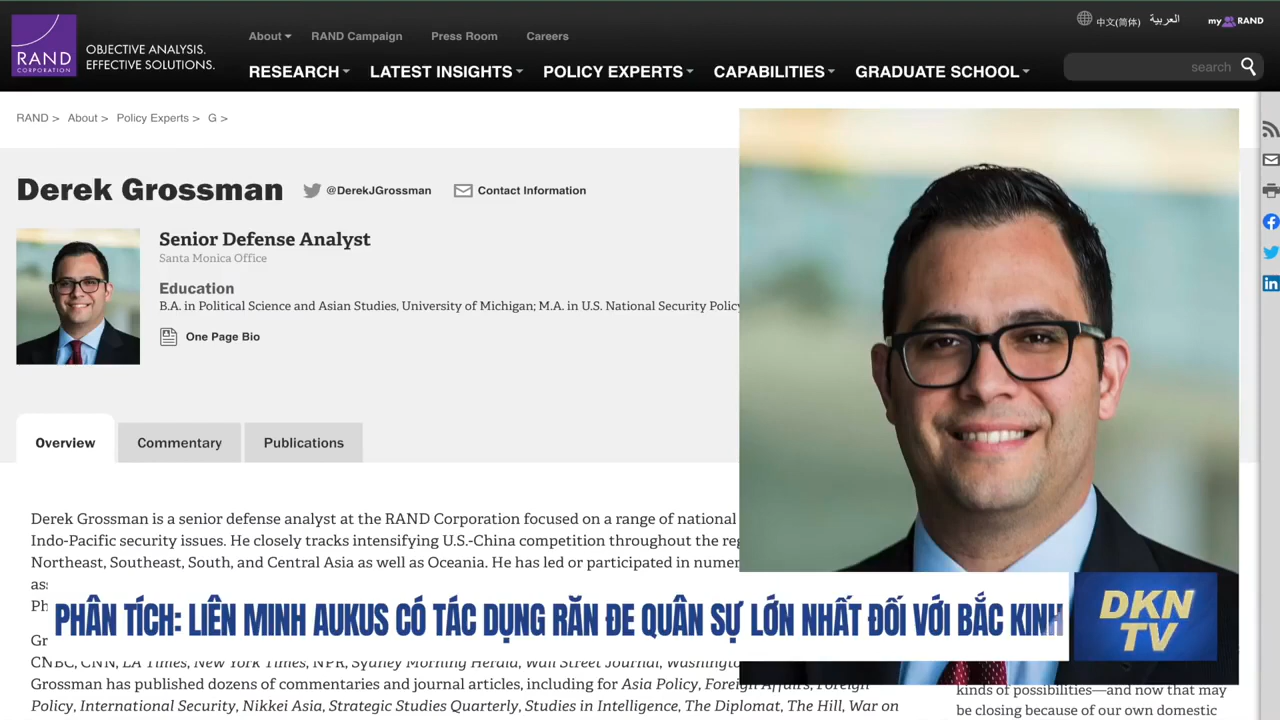 RAND
CORPORATION
OBJECTIVE ANALYSIS.
EFFECTIVE SOLUTIONS.
About
RAND Campaign
Press Room
Careers
中文(简体)
العربية
my RAND
RESEARCH
LATEST INSIGHTS
POLICY EXPERTS
CAPABILITIES
GRADUATE SCHOOL
search
RAND > About > Policy Experts > G >
Derek Grossman
@DerekJGrossman
Contact Information
Senior Defense Analyst
Santa Monica Office
Education
B.A. in Political Science and Asian Studies, University of Michigan; M.A. in U.S. National Security Policy
One Page Bio
Overview
Commentary
Publications
Derek Grossman is a senior defense analyst at the RAND Corporation focused on a range of national
Indo-Pacific security issues. He closely tracks intensifying U.S.-China competition throughout the
Northeast, Southeast, South, and Central Asia as well as Oceania. He has led or participated in
PHÂN TÍCH: LIÊN MINH AUKUS CÓ TÁC DỤNG RĂN ĐE QUÂN SỰ LỚN NHẤT ĐỐI VỚI BẮC KINH
DKN
TV
CNBC, CNN, LA Times, New York Times, NPR, Sydney Morning Herald, Wall Street Journal,
Grossman has published dozens of commentaries and journal articles, including for Asia Policy, Foreign Affairs, Foreign
Policy, International Security, Nikkei Asia, Strategic Studies Quarterly, Studies in Intelligence, The Diplomat, The Hill, War on
kinds of possibilities—and now that may
be closing because of our own domestic